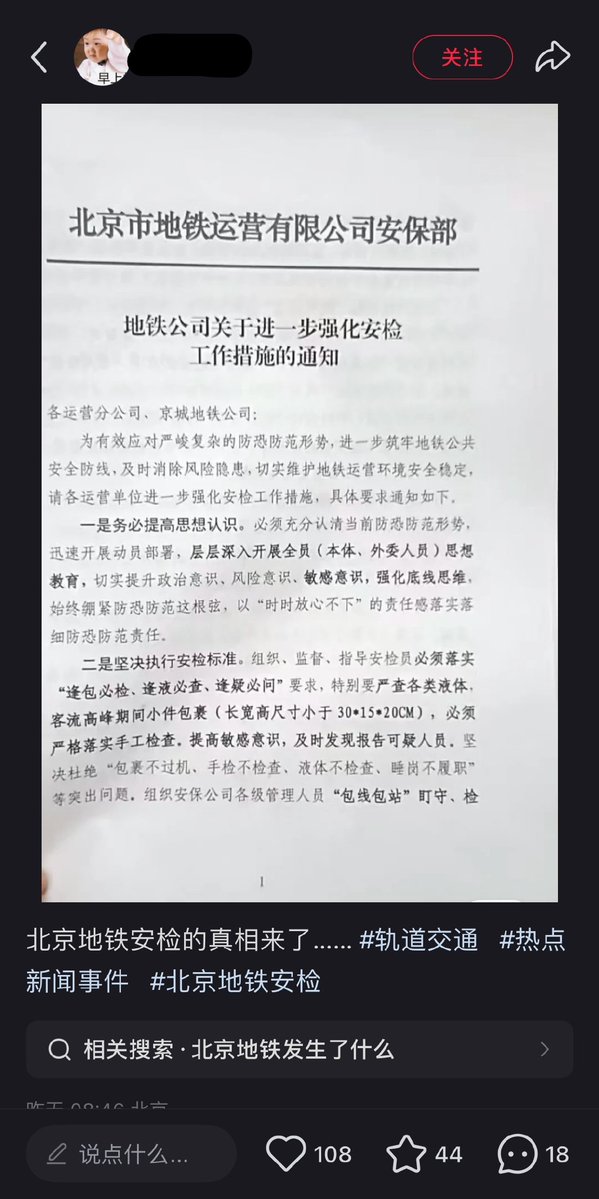 早上
关注
北京市地铁运营有限公司安保部
地铁公司关于进一步强化安检
工作措施的通知
各运营分公司、京城地铁公司：
为有效应对严峻复杂的防恐防范形势，进一步筑牢地铁公共
安全防线，及时消除风险隐患，切实维护地铁运营环境安全稳定，
请各运营单位进一步强化安检工作措施，具体要求通知如下。
一是务必提高思想认识。必须充分认清当前防恐防范形势，
迅速开展动员部署，层层深入开展全员（本体、外委人员）思想
教育，切实提升政治意识、风险意识、敏感意识，强化底线思维，
始终绷紧防恐防范这根弦，以“时时放心不下”的责任感落实落
细防恐防范责任。
二是坚决执行安检标准。组织、监督、指导安检员必须落实
“逢包必检、逢液必查、逢疑必问”要求，特别要严查各类液体，
客流高峰期间小件包裹（长宽高尺寸小于 30*15*20CM），必须
严格落实手工检查。提高敏感意识，及时发现报告可疑人员。坚
决杜绝“包裹不过机、手检不检查、液体不检查、睡岗不履职”
等突出问题。组织安保公司各级管理人员“包线包站”盯守、检
1
北京地铁安检的真相来了...... #轨道交通 #热点
新闻事件 #北京地铁安检
相关搜索 · 北京地铁发生了什么
昨天 08:46 北京
说点什么... 108 44 18